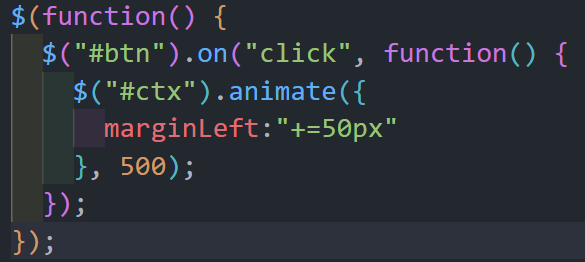 $(function() {
  $("#btn").on("click", function() {
    $("#ctx").animate({
      marginLeft:"+=50px"
    }, 500);
  });
});